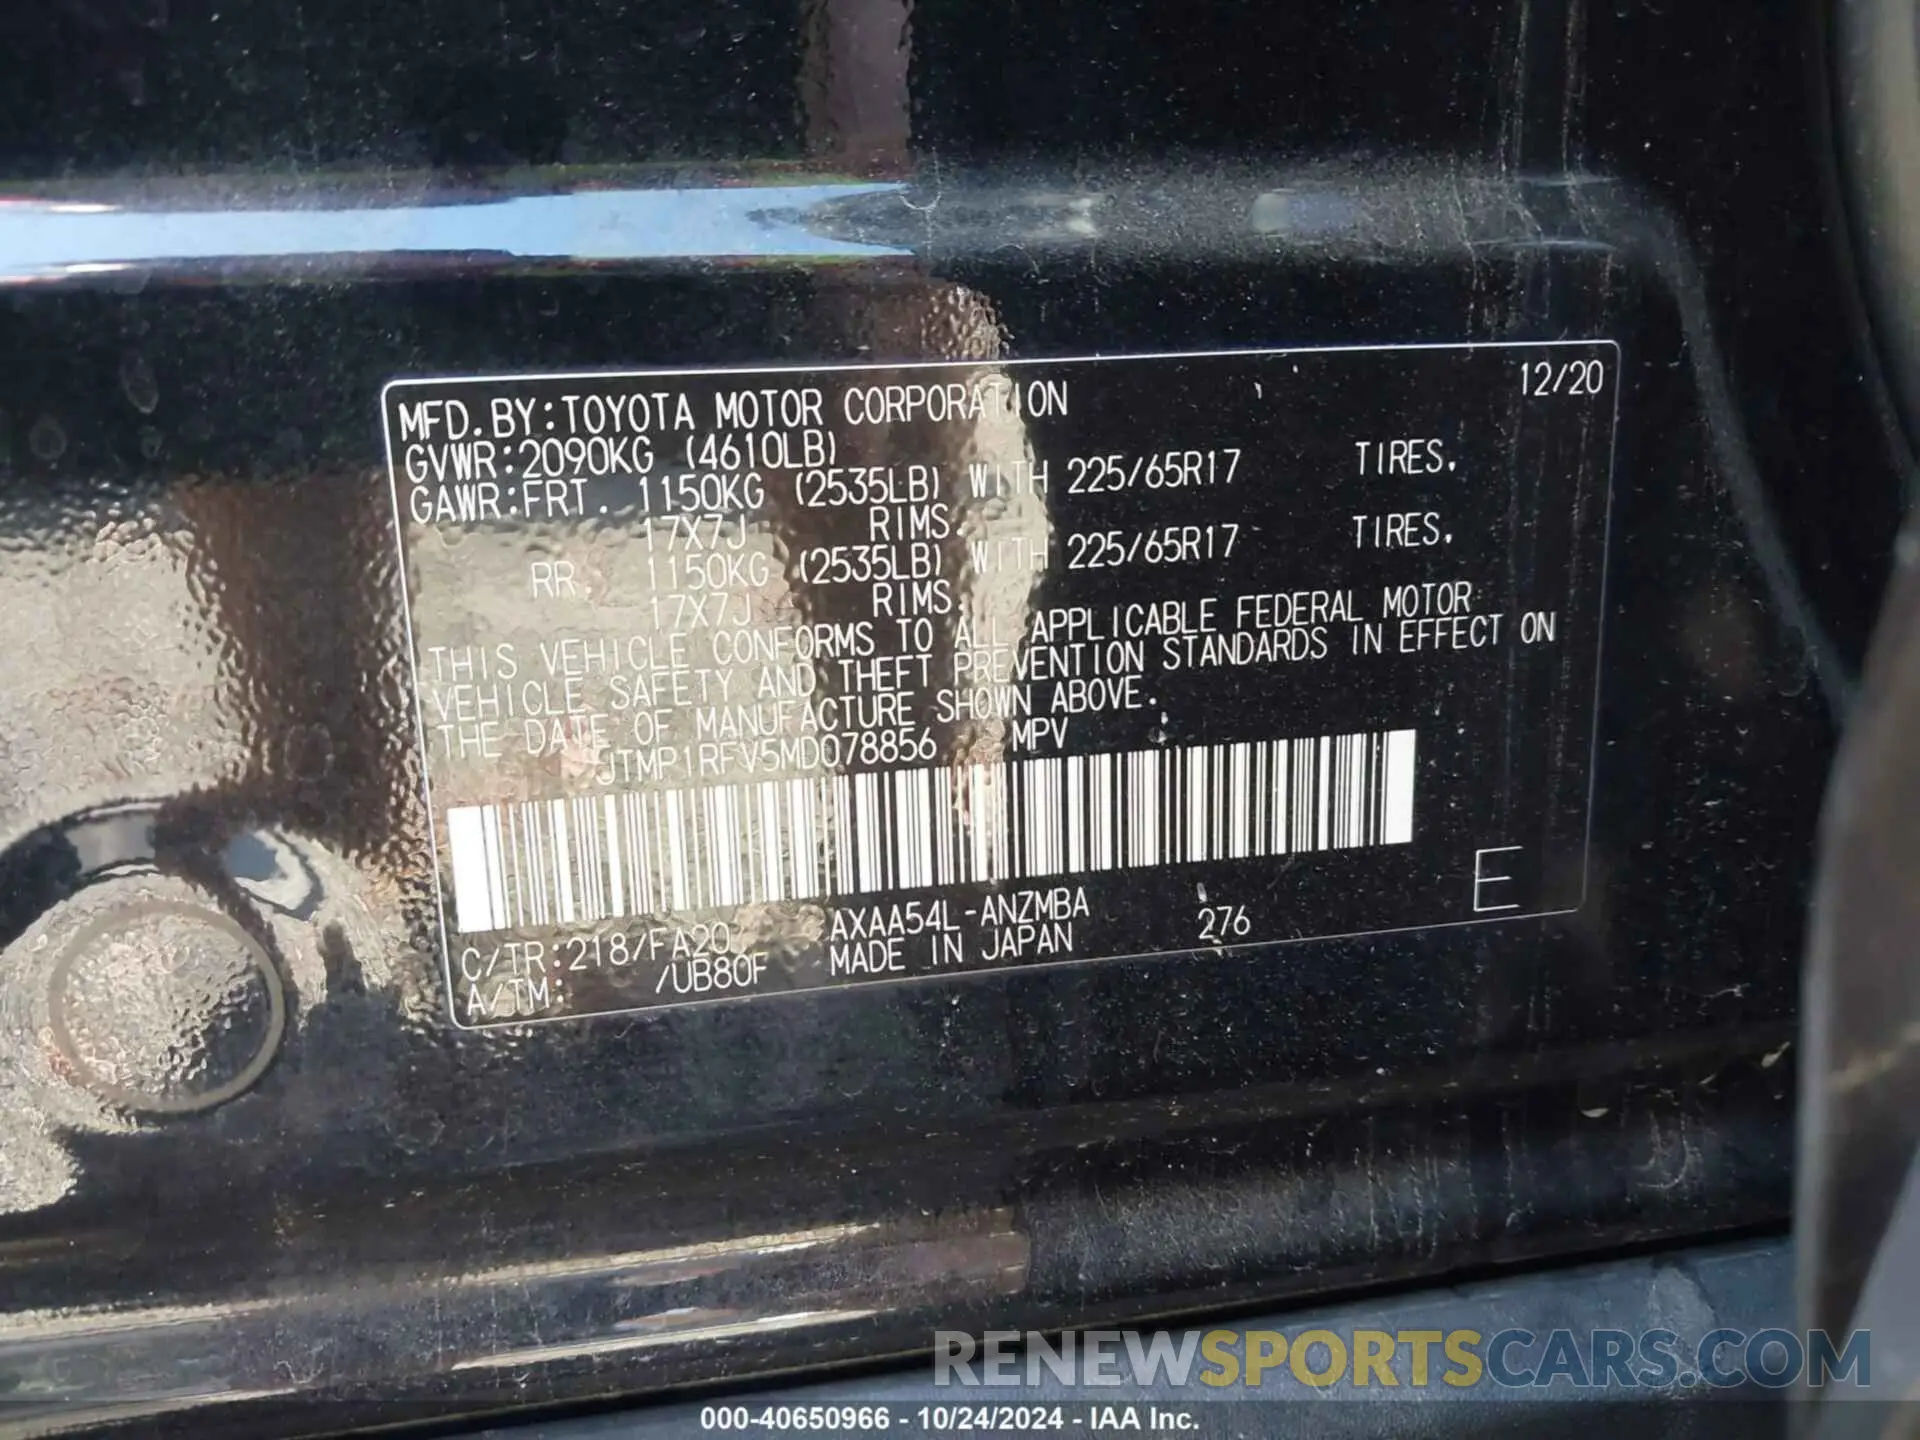 12/20
MFD.BY:TOYOTA MOTOR CORPORATION
GVWR:2090KG (4610LB)
GAWR:FRT. 1150KG (2535LB) WITH 225/65R17 TIRES.
17X7J RIMS.
RR. 1150KG (2535LB) WITH 225/65R17 TIRES.
17X7J RIMS.
THIS VEHICLE CONFORMS TO ALL APPLICABLE FEDERAL MOTOR
VEHICLE SAFETY AND THEFT PREVENTION STANDARDS IN EFFECT ON
THE DATE OF MANUFACTURE SHOWN ABOVE.
JTMP1RFV5MD078856 MPV
C/TR:218/FA20 AXAA54L-ANZMBA 276 E
A/TM: /UB80F MADE IN JAPAN
RENEWSPORTSCARS.COM
000-40650966 - 10/24/2024 - IAA Inc.